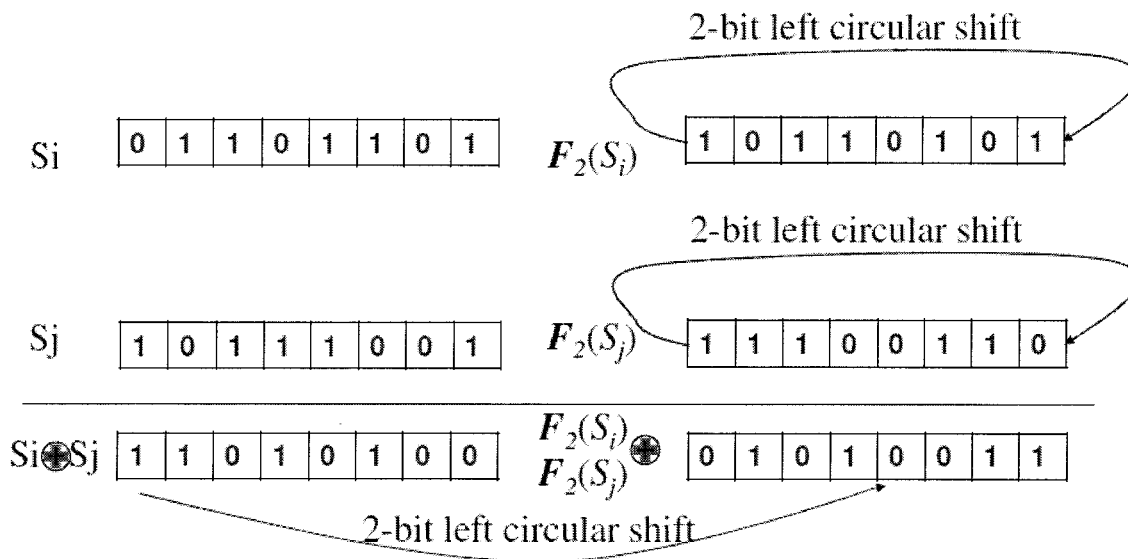 2-bit left circular shift
Si 0 1 1 0 1 1 0 1 F2(Si) 1 0 1 1 0 1 0 1
2-bit left circular shift
Sj 1 0 1 1 1 0 0 1 F2(Sj) 1 1 1 0 0 1 1 0
Si⊕Sj 1 1 0 1 0 1 0 0 F2(Si) ⊕ 0 1 0 1 0 0 1 1
F2(Sj)
2-bit left circular shift